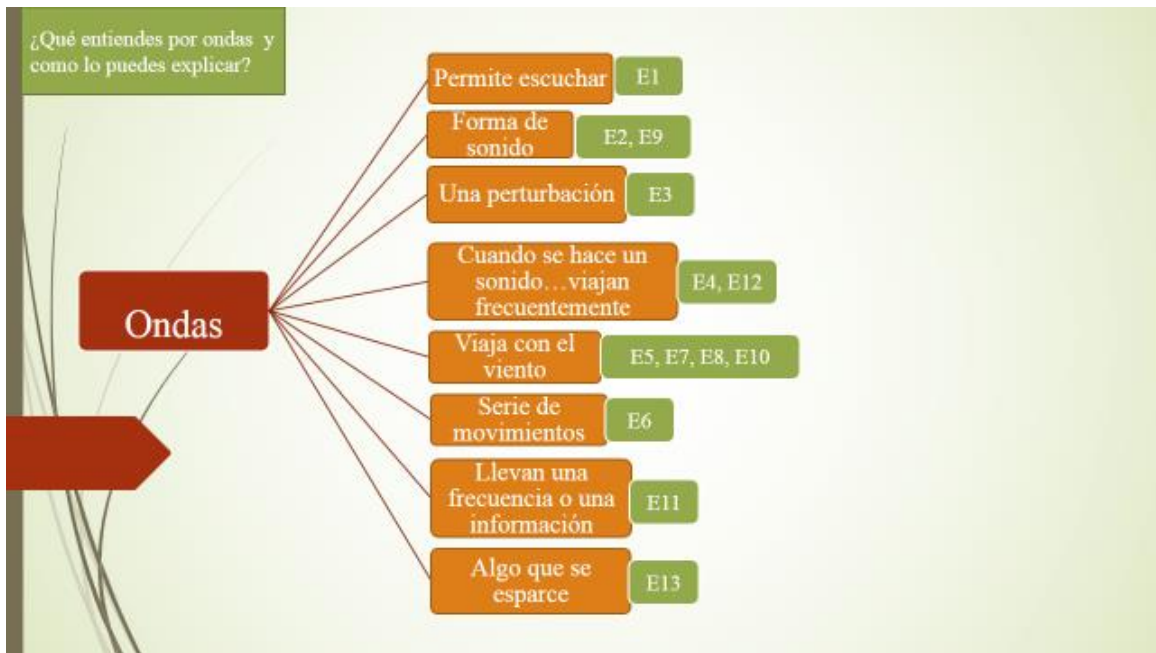 ¿Qué entiendes por ondas y
como lo puedes explicar?
Ondas
Permite escuchar
E1
Forma de
sonido
E2, E9
Una perturbación
E3
Cuando se hace un
sonido…viajan
frecuentemente
E4, E12
Viaja con el
viento
E5, E7, E8, E10
Serie de
movimientos
E6
Llevan una
frecuencia o una
información
E11
Algo que se
esparce
E13